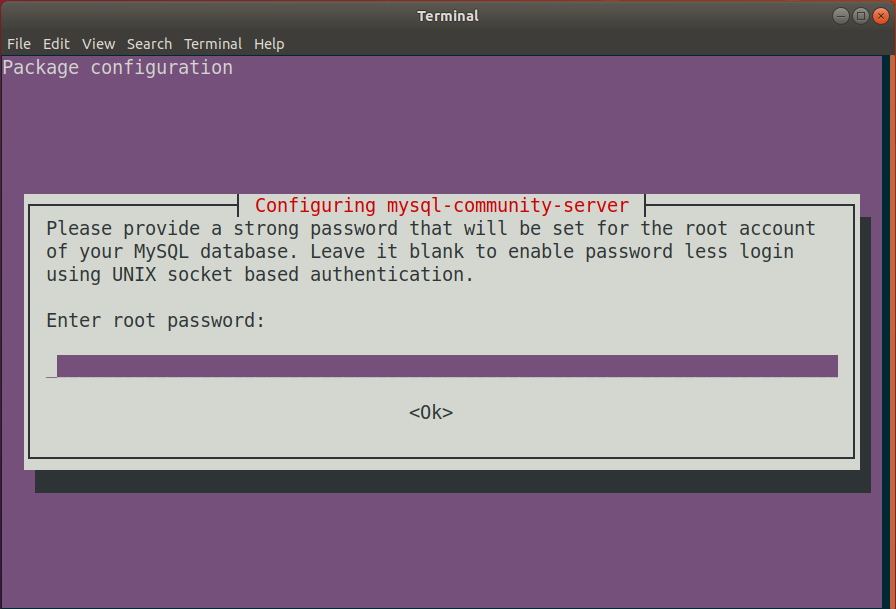 Terminal
File Edit View Search Terminal Help
Package configuration
Configuring mysql-community-server
Please provide a strong password that will be set for the root account
of your MySQL database. Leave it blank to enable password less login
using UNIX socket based authentication.
Enter root password:
<Ok>